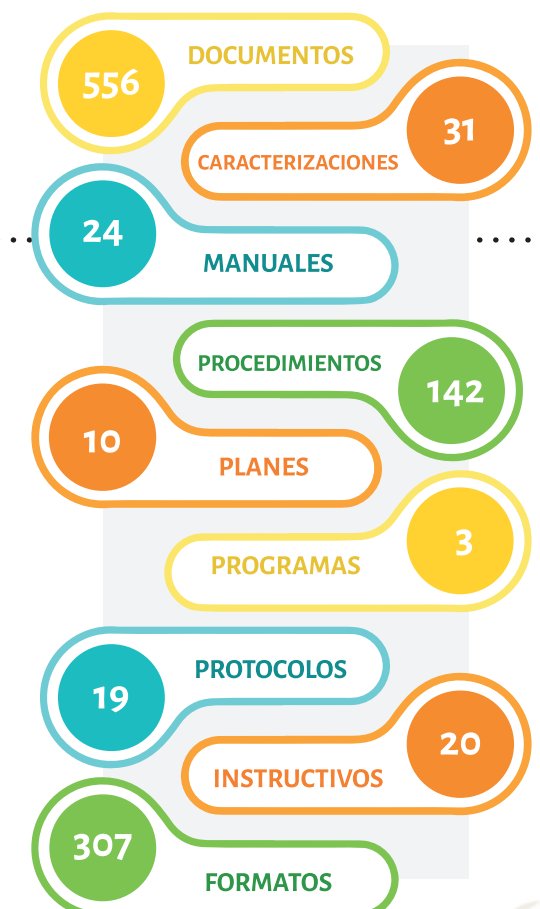 556
DOCUMENTOS
31
CARACTERIZACIONES
24
MANUALES
142
PROCEDIMIENTOS
10
PLANES
3
PROGRAMAS
19
PROTOCOLOS
20
INSTRUCTIVOS
307
FORMATOS